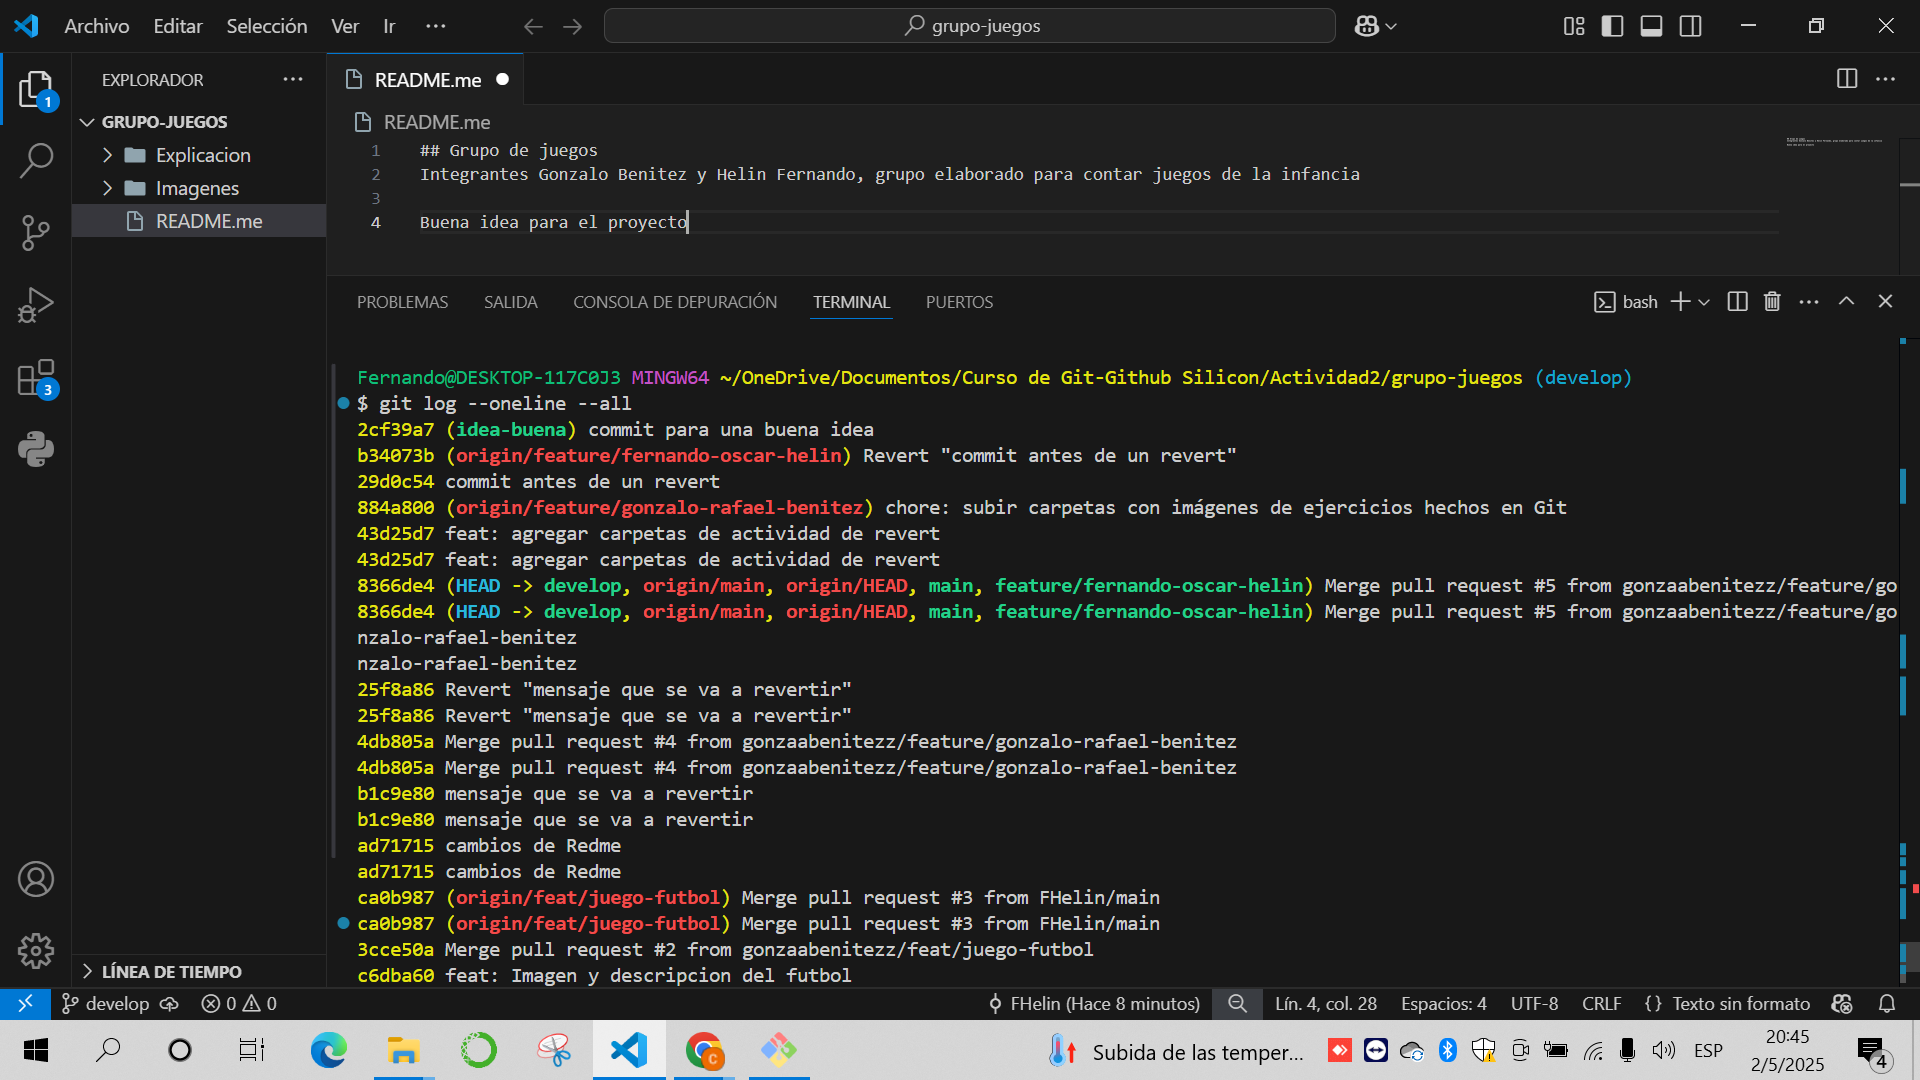 Archivo Editar Selección Ver Ir ··· grupo-juegos
EXPLORADOR ···
README.me
1
GRUPO-JUEGOS
README.me
Explicacion
Imagenes
README.me
1 ## Grupo de juegos
2 Integrantes Gonzalo Benitez y Helin Fernando, grupo elaborado para contar juegos de la infancia
3
4 Buena idea para el proyecto
3
PROBLEMAS SALIDA CONSOLA DE DEPURACIÓN TERMINAL PUERTOS bash
Fernando@DESKTOP-117C0J3 MINGW64 ~/OneDrive/Documentos/Curso de Git-Github Silicon/Actividad2/grupo-juegos (develop)
$ git log --oneline --all
2cf39a7 (idea-buena) commit para una buena idea
b34073b (origin/feature/fernando-oscar-helin) Revert "commit antes de un revert"
29d0c54 commit antes de un revert
884a800 (origin/feature/gonzalo-rafael-benitez) chore: subir carpetas con imágenes de ejercicios hechos en Git
43d25d7 feat: agregar carpetas de actividad de revert
43d25d7 feat: agregar carpetas de actividad de revert
8366de4 (HEAD -> develop, origin/main, origin/HEAD, main, feature/fernando-oscar-helin) Merge pull request #5 from gonzaabenitezz/feature/go
8366de4 (HEAD -> develop, origin/main, origin/HEAD, main, feature/fernando-oscar-helin) Merge pull request #5 from gonzaabenitezz/feature/go
nzalo-rafael-benitez
nzalo-rafael-benitez
25f8a86 Revert "mensaje que se va a revertir"
25f8a86 Revert "mensaje que se va a revertir"
4db805a Merge pull request #4 from gonzaabenitezz/feature/gonzalo-rafael-benitez
4db805a Merge pull request #4 from gonzaabenitezz/feature/gonzalo-rafael-benitez
b1c9e80 mensaje que se va a revertir
b1c9e80 mensaje que se va a revertir
ad71715 cambios de Redme
ad71715 cambios de Redme
ca0b987 (origin/feat/juego-futbol) Merge pull request #3 from FHelin/main
ca0b987 (origin/feat/juego-futbol) Merge pull request #3 from FHelin/main
3cce50a Merge pull request #2 from gonzaabenitezz/feat/juego-futbol
c6dba60 feat: Imagen y descripcion del futbol
LÍNEA DE TIEMPO
develop 0 0 FHelin (Hace 8 minutos) Lín. 4, col. 28 Espacios: 4 UTF-8 CRLF {} Texto sin formato
C Subida de las temper... ESP 20:45
2/5/2025 4